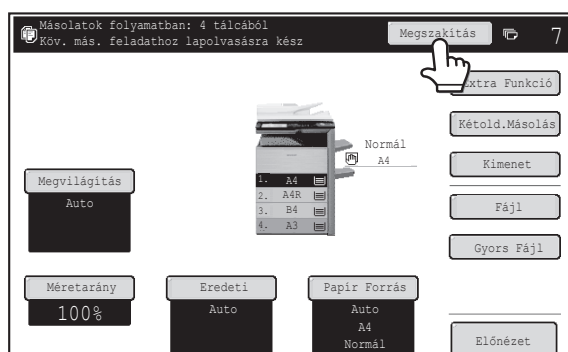 Másolatok folyamatban: 4 tálcából
Köv. más. feladathoz lapolvasásra kész
Megszakítás
7
Extra Funkció
Kétold.Másolás
Kimenet
Fájl
Gyors Fájl
Előnézet
Normál
A4
1. A4
2. A4R
3. B4
4. A3
Megvilágítás
Auto
Méretarány
100%
Eredeti
Auto
Papír Forrás
Auto
A4
Normál